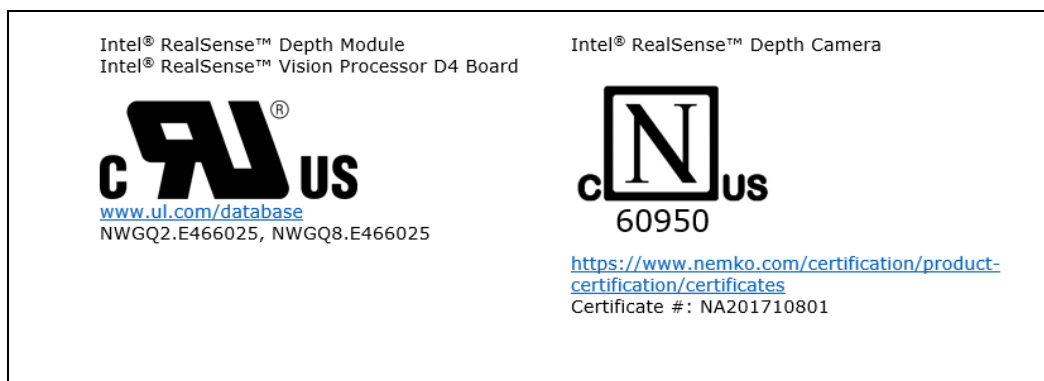 Intel® RealSense™ Depth Module
Intel® RealSense™ Vision Processor D4 Board
c RU ® US
www.ul.com/database
NWGQ2.E466025, NWGQ8.E466025
Intel® RealSense™ Depth Camera
c N US
60950
https://www.nemko.com/certification/product-
certification/certificates
Certificate #: NA201710801